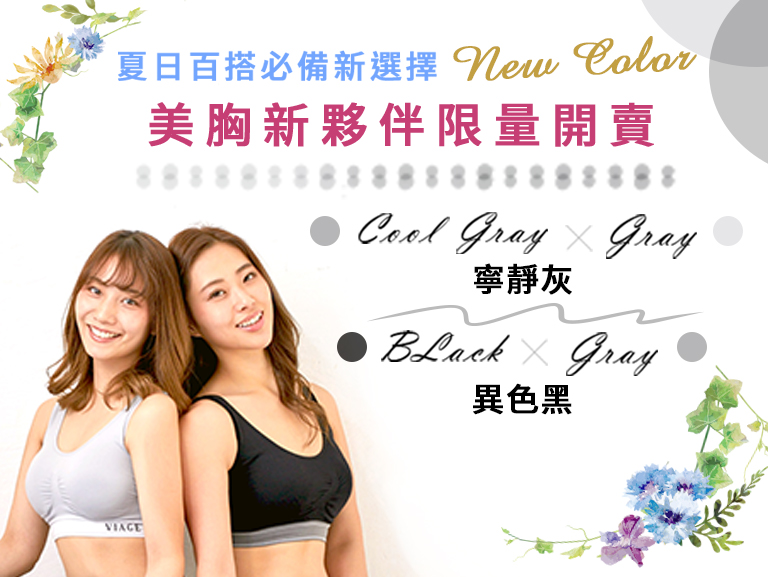 夏日百搭必備新選擇 New Color
美胸新夥伴限量開賣
Cool Gray × Gray
寧靜灰
BLack × Gray
異色黑
VIAGE